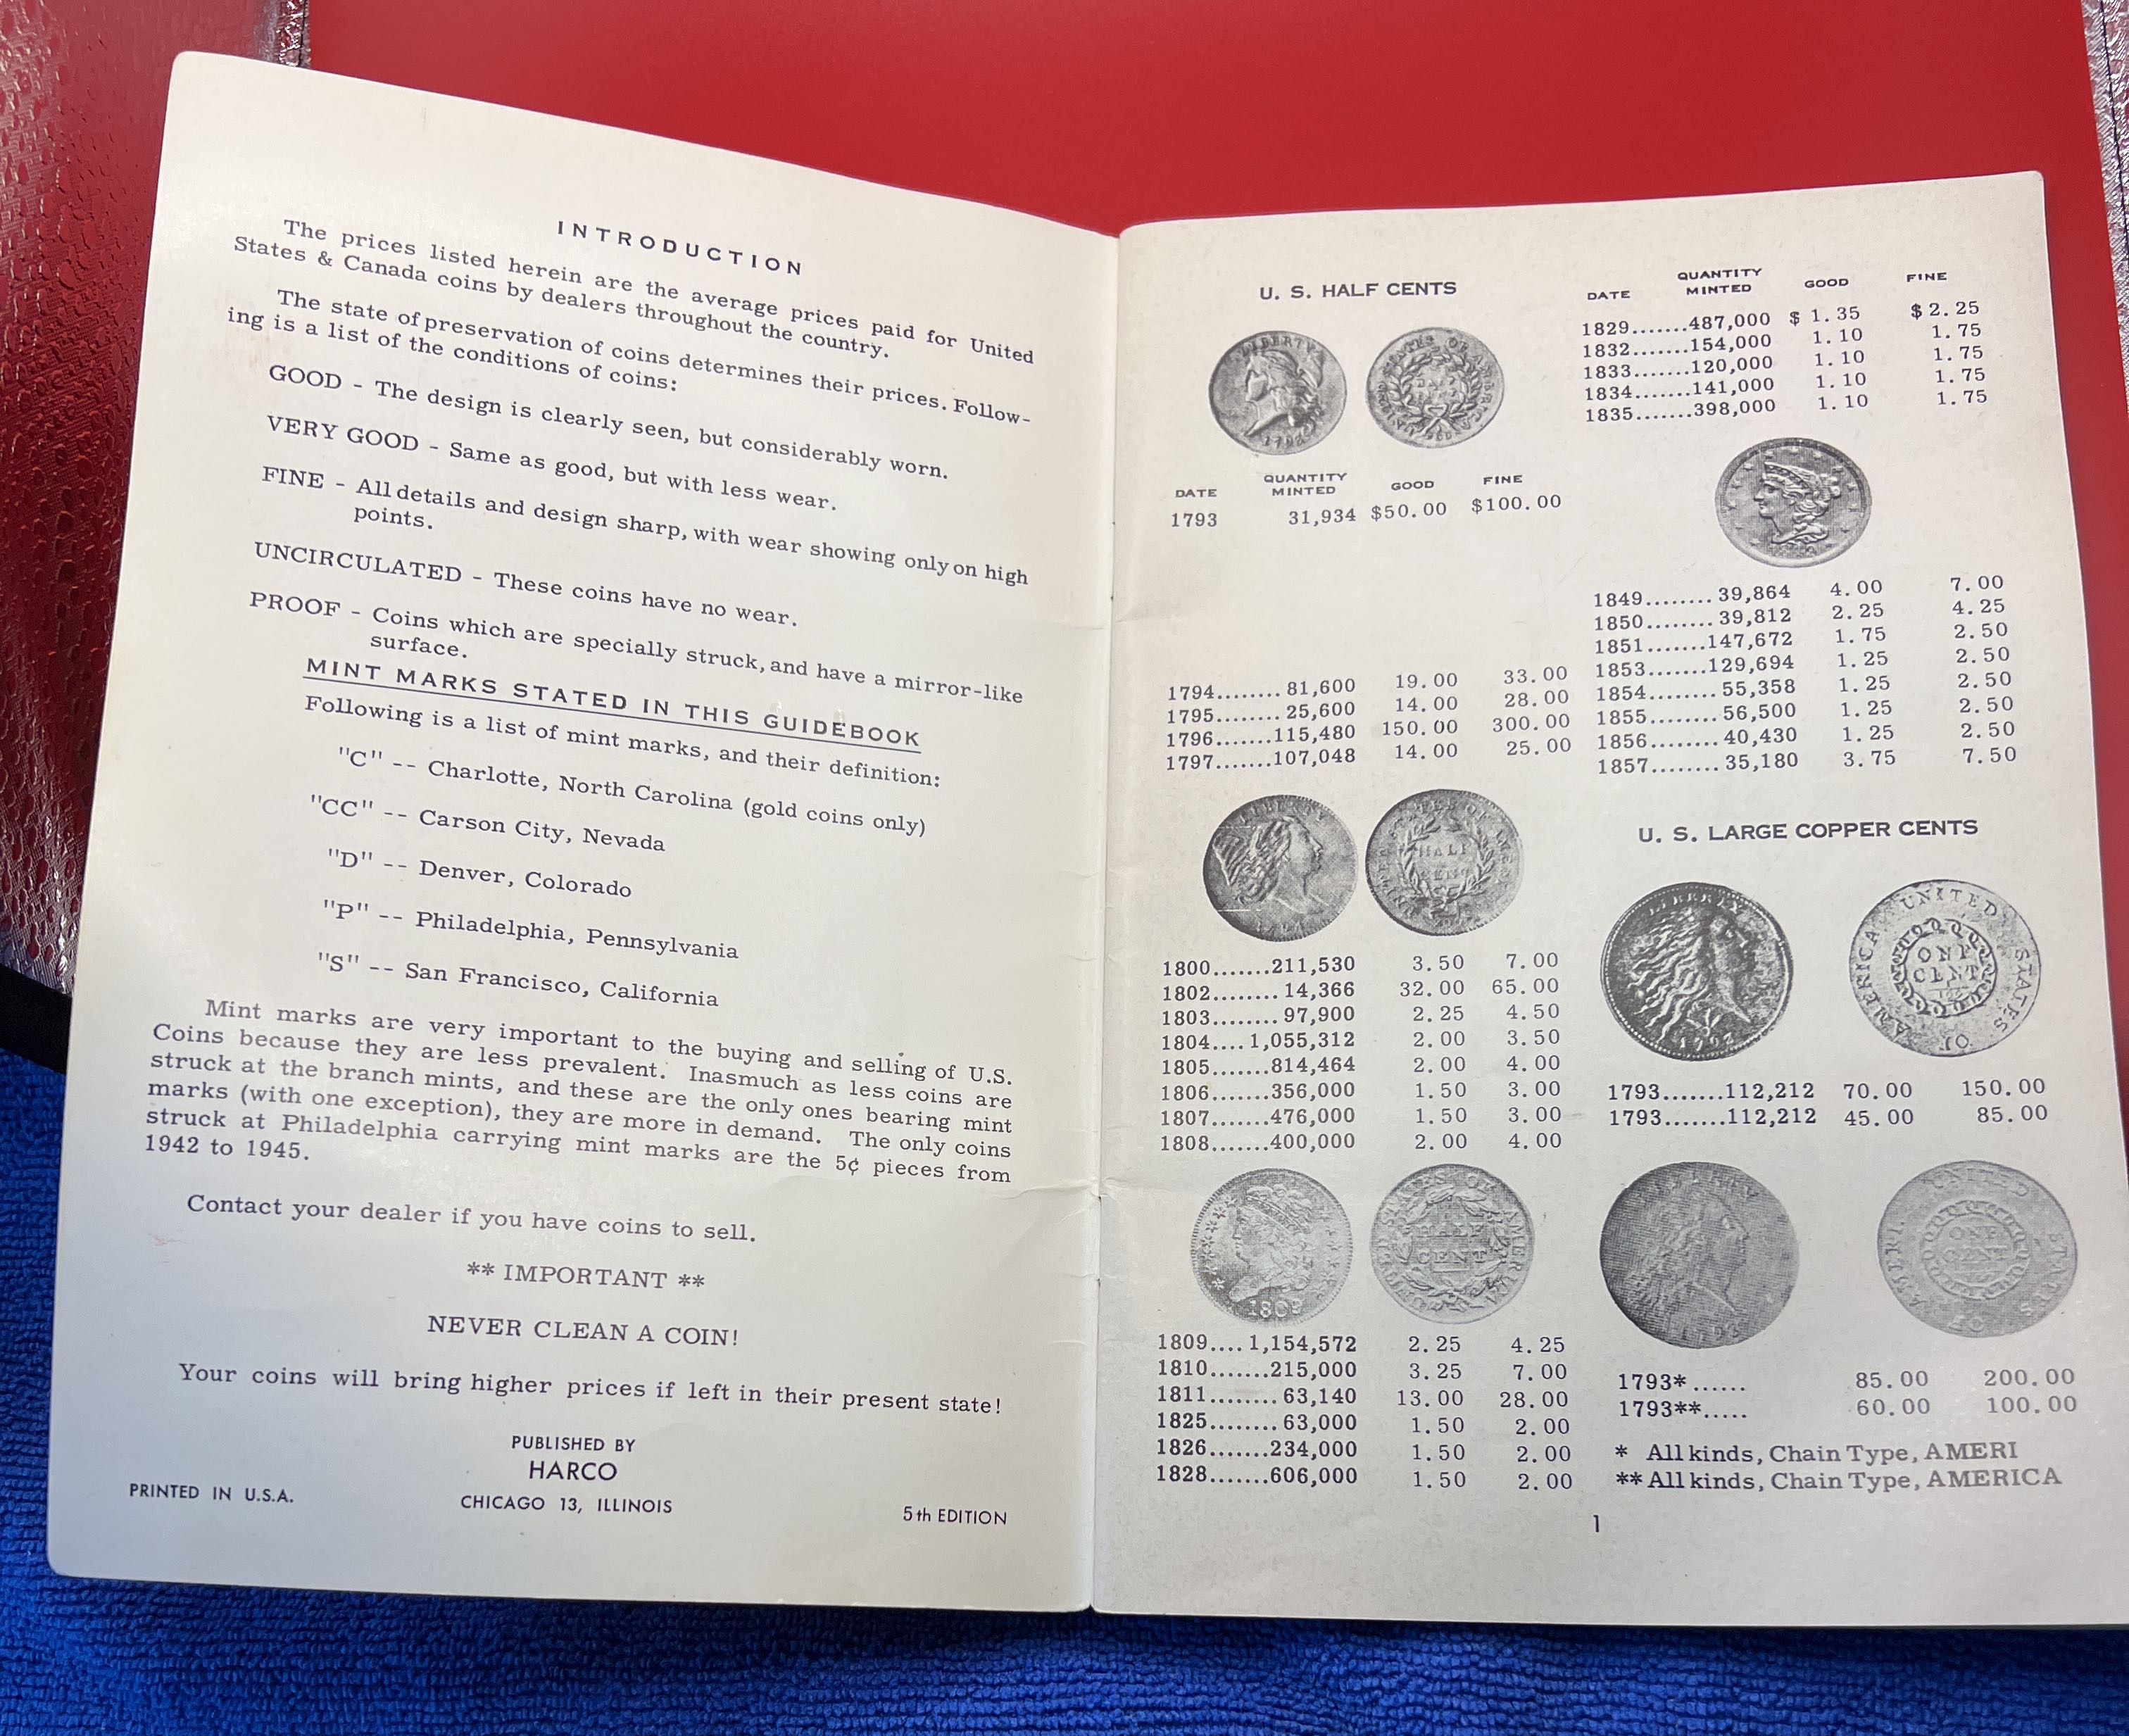 INTRODUCTION
The prices listed herein are the average prices paid for United
States & Canada coins by dealers throughout the country.
The state of preservation of coins determines their prices. Follow-
ing is a list of the conditions of coins:
GOOD - The design is clearly seen, but considerably worn.
VERY GOOD - Same as good, but with less wear.
FINE - All details and design sharp, with wear showing only on high
points.
UNCIRCULATED - These coins have no wear.
PROOF - Coins which are specially struck, and have a mirror-like
surface.
MINT MARKS STATED IN THIS GUIDEBOOK
Following is a list of mint marks, and their definition:
"C" -- Charlotte, North Carolina (gold coins only)
"CC" -- Carson City, Nevada
"D" -- Denver, Colorado
"P" -- Philadelphia, Pennsylvania
"S" -- San Francisco, California
Mint marks are very important to the buying and selling of U.S.
Coins because they are less prevalent. Inasmuch as less coins are
struck at the branch mints, and these are the only ones bearing mint
marks (with one exception), they are more in demand. The only coins
struck at Philadelphia carrying mint marks are the 5¢ pieces from
1942 to 1945.
Contact your dealer if you have coins to sell.
** IMPORTANT **
NEVER CLEAN A COIN!
Your coins will bring higher prices if left in their present state!
PUBLISHED BY
HARCO
CHICAGO 13, ILLINOIS
PRINTED IN U.S.A.
5th EDITION
U. S. HALF CENTS
LIBERTY
DATE QUANTITY MINTED GOOD FINE
1793 31,934 $50.00 $100.00
1794........ 81,600 19.00 33.00
1795........ 25,600 14.00 28.00
1796.......115,480 150.00 300.00
1797.......107,048 14.00 25.00
LIBERTY
HALF
CENT
1800.......211,530 3.50 7.00
1802........ 14,366 32.00 65.00
1803........ 97,900 2.25 4.50
1804.... 1,055,312 2.00 3.50
1805.......814,464 2.00 4.00
1806.......356,000 1.50 3.00
1807.......476,000 1.50 3.00
1808.......400,000 2.00 4.00
1809
UNITED STATES OF AMERICA
HALF
CENT
1809.... 1,154,572 2.25 4.25
1810.......215,000 3.25 7.00
1811........ 63,140 13.00 28.00
1825........ 63,000 1.50 2.00
1826.......234,000 1.50 2.00
1828.......606,000 1.50 2.00
DATE QUANTITY MINTED GOOD FINE
1829.......487,000 $ 1.35 $ 2.25
1832.......154,000 1.10 1.75
1833.......120,000 1.10 1.75
1834.......141,000 1.10 1.75
1835.......398,000 1.10 1.75
1849........ 39,864 4.00 7.00
1850........ 39,812 2.25 4.25
1851.......147,672 1.75 2.50
1853.......129,694 1.25 2.50
1854........ 55,358 1.25 2.50
1855........ 56,500 1.25 2.50
1856........ 40,430 1.25 2.50
1857........ 35,180 3.75 7.50
U. S. LARGE COPPER CENTS
LIBERTY
1793
UNITED STATES AMERICA
ONE
CENT
1793.......112,212 70.00 150.00
1793.......112,212 45.00 85.00
LIBERTY
1793
UNITED STATES AMERI.
ONE
CENT
1793*...... 85.00 200.00
1793**..... 60.00 100.00
* All kinds, Chain Type, AMERI
** All kinds, Chain Type, AMERICA
1